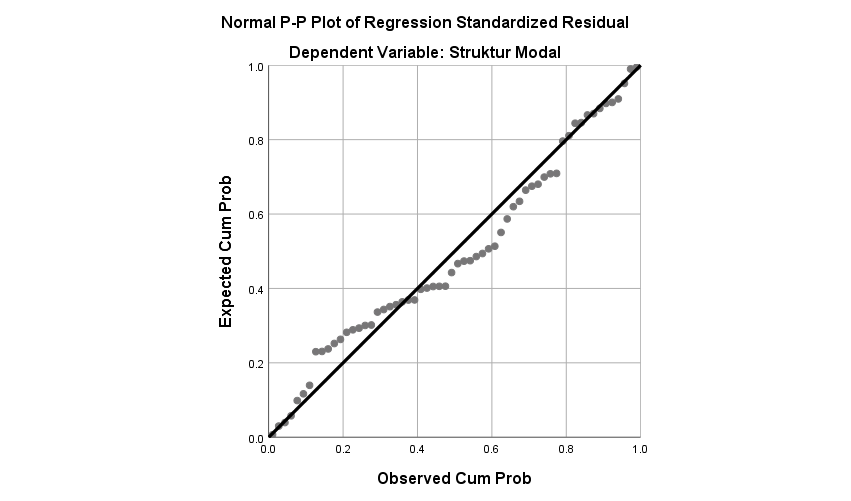 Normal P-P Plot of Regression Standardized Residual
Dependent Variable: Struktur Modal
1.0
0.8
0.6
0.4
0.2
0.0
Expected Cum Prob
0.0 0.2 0.4 0.6 0.8 1.0
Observed Cum Prob